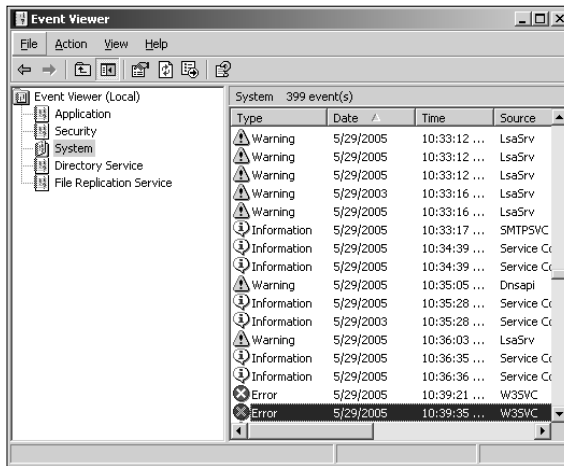 Event Viewer
File Action View Help
Event Viewer (Local)
Application
Security
System
Directory Service
File Replication Service
System 399 event(s)
Type Date Time Source
Warning 5/29/2005 10:33:12 ... LsaSrv
Warning 5/29/2005 10:33:12 ... LsaSrv
Warning 5/29/2005 10:33:12 ... LsaSrv
Warning 5/29/2003 10:33:16 ... LsaSrv
Warning 5/29/2005 10:33:16 ... LsaSrv
Information 5/29/2005 10:33:17 ... SMTPSVC
Information 5/29/2005 10:34:39 ... Service Co
Information 5/29/2005 10:34:39 ... Service Co
Warning 5/29/2005 10:35:05 ... Dnsapi
Information 5/29/2005 10:35:28 ... Service Co
Information 5/29/2003 10:35:28 ... Service Co
Warning 5/29/2005 10:36:03 ... LsaSrv
Information 5/29/2005 10:36:35 ... Service Co
Information 5/29/2005 10:36:36 ... Service Co
Error 5/29/2005 10:39:21 ... W3SVC
Error 5/29/2005 10:39:35 ... W3SVC